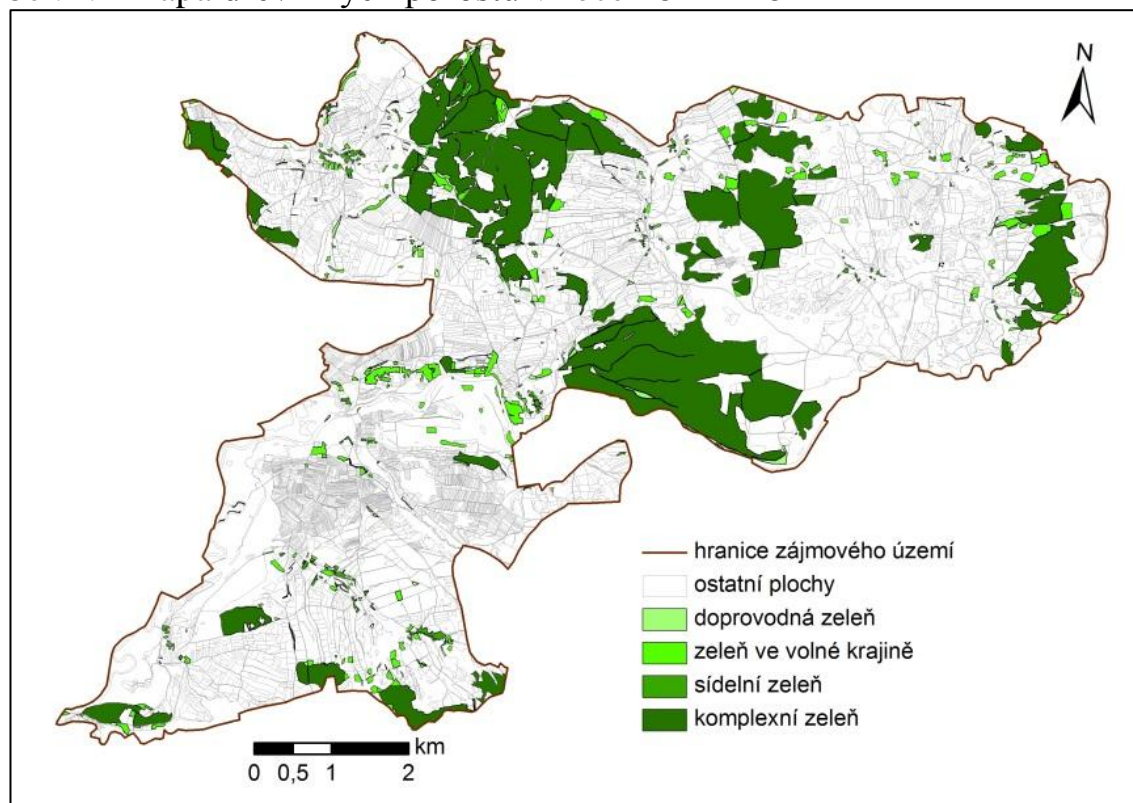 N
hranice zájmového území
ostatní plochy
doprovodná zeleň
zeleň ve volné krajině
sídelní zeleň
komplexní zeleň
km
0 0,5 1 2